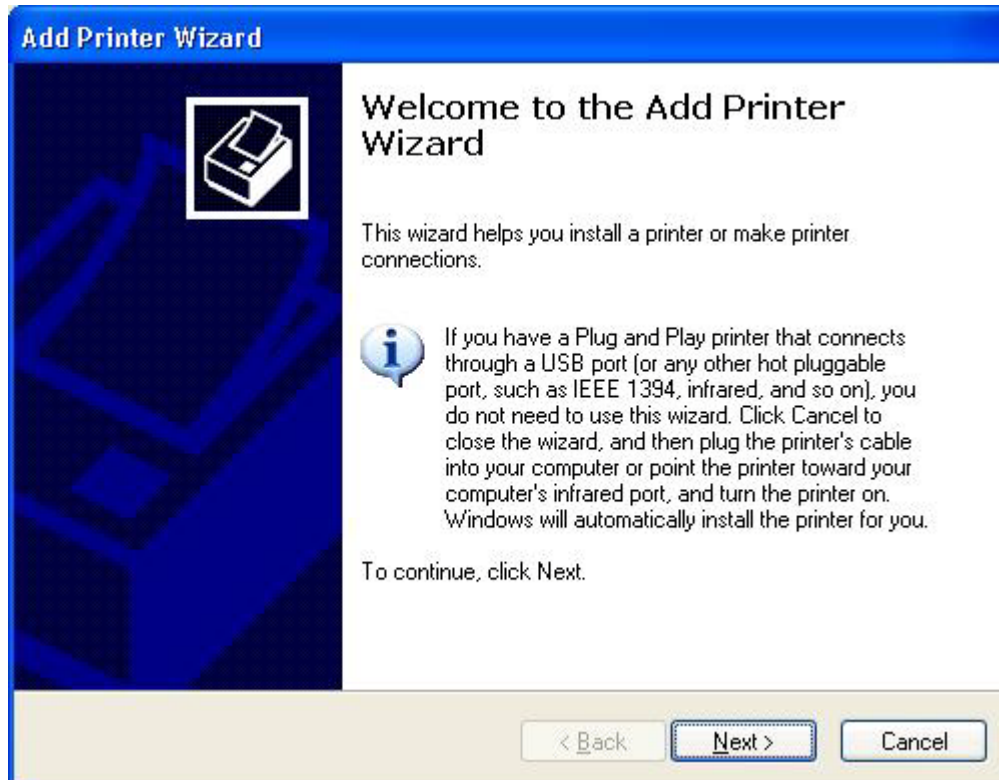 Add Printer Wizard
Welcome to the Add Printer
Wizard
This wizard helps you install a printer or make printer
connections.
If you have a Plug and Play printer that connects
through a USB port (or any other hot pluggable
port, such as IEEE 1394, infrared, and so on), you
do not need to use this wizard. Click Cancel to
close the wizard, and then plug the printer's cable
into your computer or point the printer toward your
computer's infrared port, and turn the printer on.
Windows will automatically install the printer for you.
To continue, click Next.
< Back Next > Cancel